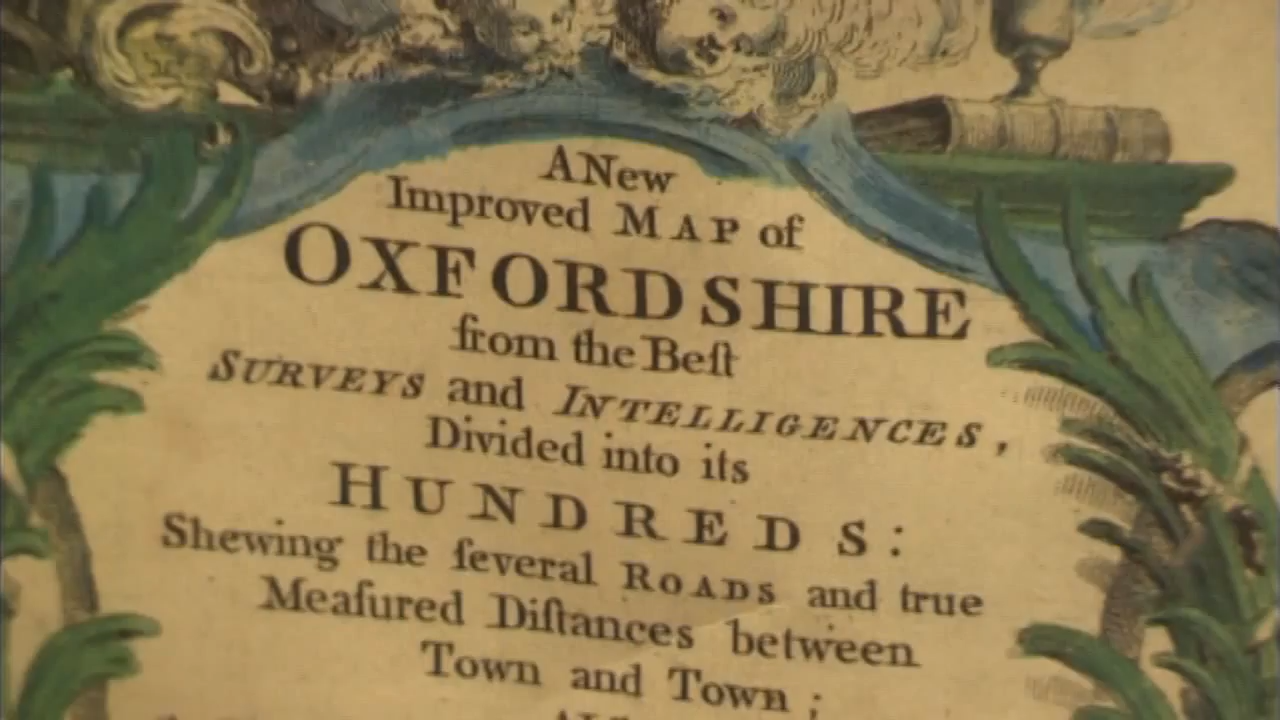 A New
Improved MAP of
OXFORDSHIRE
from the Beſt
SURVEYS and INTELLIGENCES,
Divided into its
HUNDREDS:
Shewing the ſeveral ROADS and true
Meaſured Diſtances between
Town and Town;